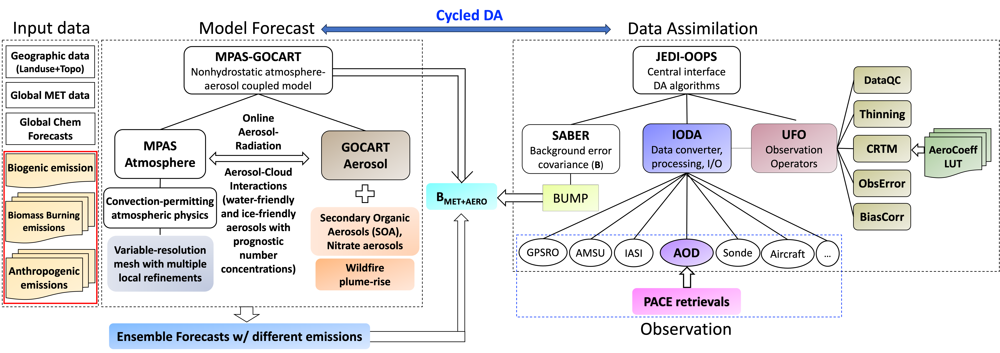 Cycled DA
Input data
Model Forecast
Data Assimilation
Geographic data
(Landuse+Topo)
Global MET data
Global Chem
Forecasts
Biogenic emission
Biomass Burning
emissions
Anthropogenic
emissions
MPAS-GOCART
Nonhydrostatic atmosphere-
aerosol coupled model
MPAS
Atmosphere
Online
Aerosol-
Radiation
Aerosol-Cloud
Interactions
(water-friendly
and ice-friendly
aerosols with
prognostic
number
concentrations)
GOCART
Aerosol
Convection-permitting
atmospheric physics
Variable-resolution
mesh with multiple
local refinements
Secondary Organic
Aerosols (SOA),
Nitrate aerosols
Wildfire
plume-rise
Ensemble Forecasts w/ different emissions
BMET+AERO
JEDI-OOPS
Central interface
DA algorithms
SABER
Background error
covariance (B)
BUMP
IODA
Data converter,
processing, I/O
UFO
Observation
Operators
DataQC
Thinning
CRTM
ObsError
BiasCorr
AeroCoeff
LUT
GPSRO
AMSU
IASI
AOD
Sonde
Aircraft
...
PACE retrievals
Observation